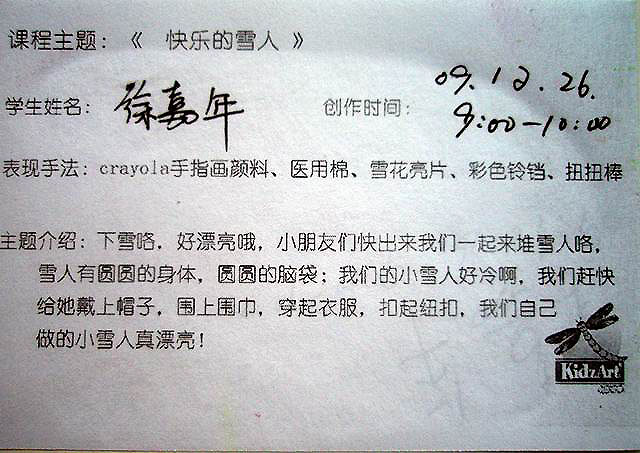 课程主题：《 快乐的雪人 》
学生姓名： 徐嘉年 创作时间： 09.12.26.
9:00-10:00
表现手法：crayola手指画颜料、医用棉、雪花亮片、彩色铃铛、扭扭棒
主题介绍：下雪咯，好漂亮哦，小朋友们快出来我们一起来堆雪人咯，
雪人有圆圆的身体，圆圆的脑袋；我们的小雪人好冷啊，我们赶快
给她戴上帽子，围上围巾，穿起衣服，扣起纽扣，我们自己
做的小雪人真漂亮！
KidzArt